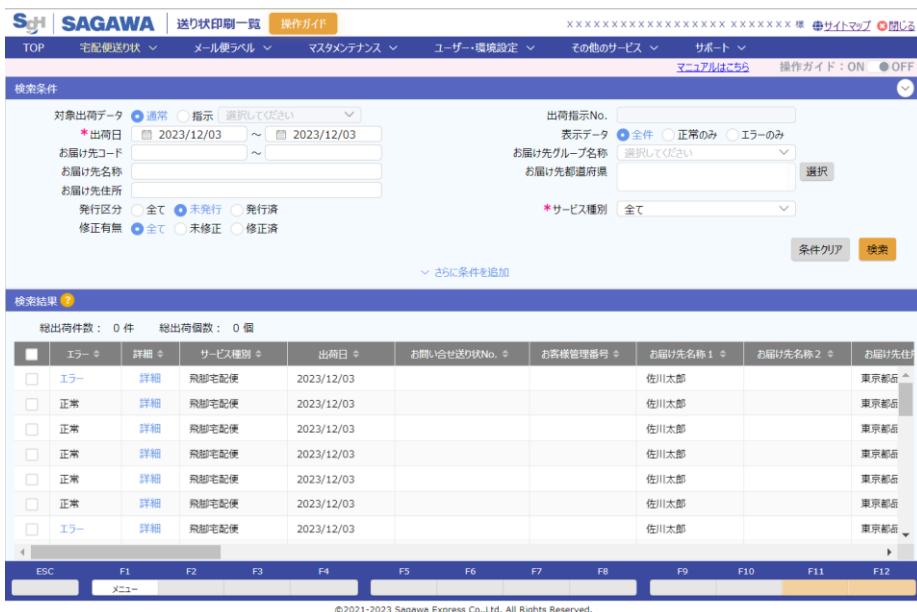 SGH SAGAWA 送り状印刷一覧 操作ガイド XXXXXXXXXXXXXXXXXX XXXXXXX 様 サイトマップ 閉じる
TOP 宅配便送り状 メール便ラベル マスタメンテナンス ユーザー・環境設定 その他のサービス サポート
マニュアルはこちら 操作ガイド：ON OFF
検索条件
対象出荷データ 通常 指示 選択してください 出荷指示No.
*出荷日 2023/12/03 ～ 2023/12/03 表示データ 全件 正常のみ エラーのみ
お届け先コード ～ お届け先グループ名称 選択してください
お届け先名称 お届け先都道府県 選択
お届け先住所
発行区分 全て 未発行 発行済 *サービス種別 全て
修正有無 全て 未修正 修正済
条件クリア 検索
さらに条件を追加
検索結果 ?
総出荷件数： 0 件 総出荷個数： 0 個
エラー 詳細 サービス種別 出荷日 お問い合せ送り状No. お客様管理番号 お届け先名称１ お届け先名称２ お届け先住所
エラー 詳細 飛脚宅配便 2023/12/03 佐川太郎 東京都品
正常 詳細 飛脚宅配便 2023/12/03 佐川太郎 東京都品
正常 詳細 飛脚宅配便 2023/12/03 佐川太郎 東京都品
正常 詳細 飛脚宅配便 2023/12/03 佐川太郎 東京都品
正常 詳細 飛脚宅配便 2023/12/03 佐川太郎 東京都品
正常 詳細 飛脚宅配便 2023/12/03 佐川太郎 東京都品
エラー 詳細 飛脚宅配便 2023/12/03 佐川太郎 東京都品
ESC F1 F2 F3 F4 F5 F6 F7 F8 F9 F10 F11 F12
メニュー
©2021-2023 Sagawa Express Co.,Ltd. All Rights Reserved.